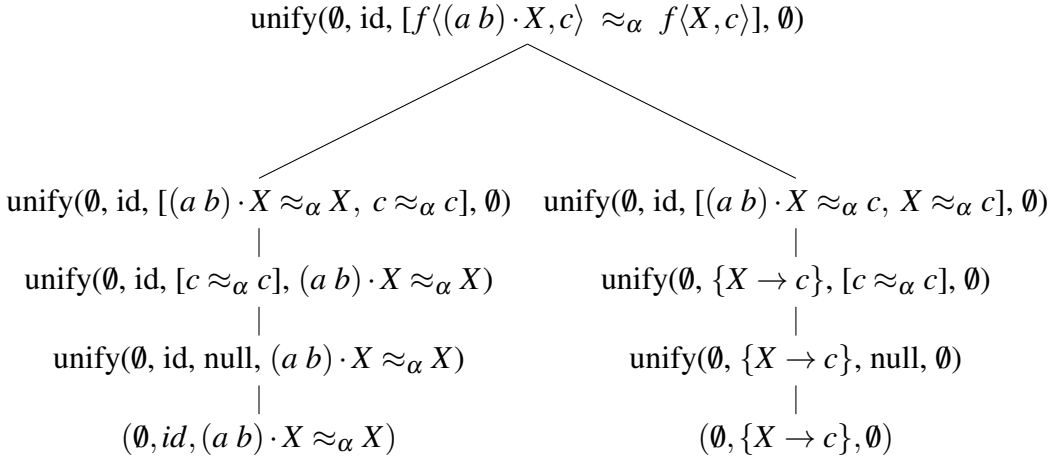 unify(∅, id, [f⟨(a b) · X, c⟩ ≈α f⟨X, c⟩], ∅)
unify(∅, id, [(a b) · X ≈α X, c ≈α c], ∅)
unify(∅, id, [(a b) · X ≈α c, X ≈α c], ∅)
unify(∅, id, [c ≈α c], (a b) · X ≈α X)
unify(∅, {X → c}, [c ≈α c], ∅)
unify(∅, id, null, (a b) · X ≈α X)
unify(∅, {X → c}, null, ∅)
(∅, id, (a b) · X ≈α X)
(∅, {X → c}, ∅)